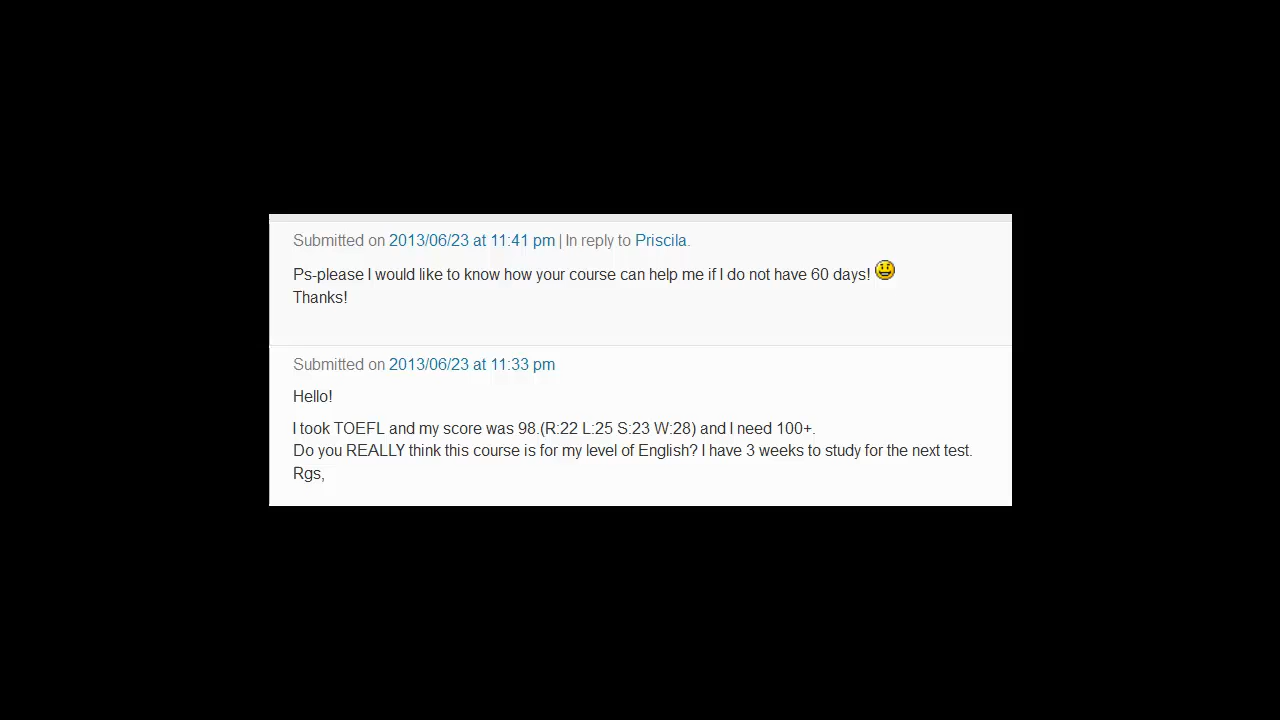 Submitted on 2013/06/23 at 11:41 pm | In reply to Priscila.
Ps-please I would like to know how your course can help me if I do not have 60 days!
Thanks!
Submitted on 2013/06/23 at 11:33 pm
Hello!
I took TOEFL and my score was 98.(R:22 L:25 S:23 W:28) and I need 100+.
Do you REALLY think this course is for my level of English? I have 3 weeks to study for the next test.
Rgs,